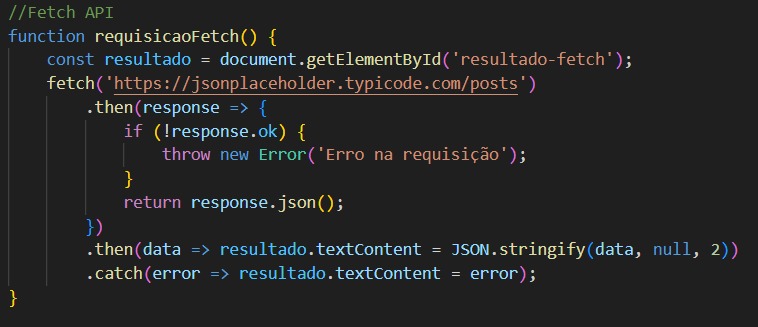 //Fetch API
function requisicaoFetch() {
    const resultado = document.getElementById('resultado-fetch');
    fetch('https://jsonplaceholder.typicode.com/posts')
        .then(response => {
            if (!response.ok) {
                throw new Error('Erro na requisição');
            }
            return response.json();
        })
        .then(data => resultado.textContent = JSON.stringify(data, null, 2))
        .catch(error => resultado.textContent = error);
}